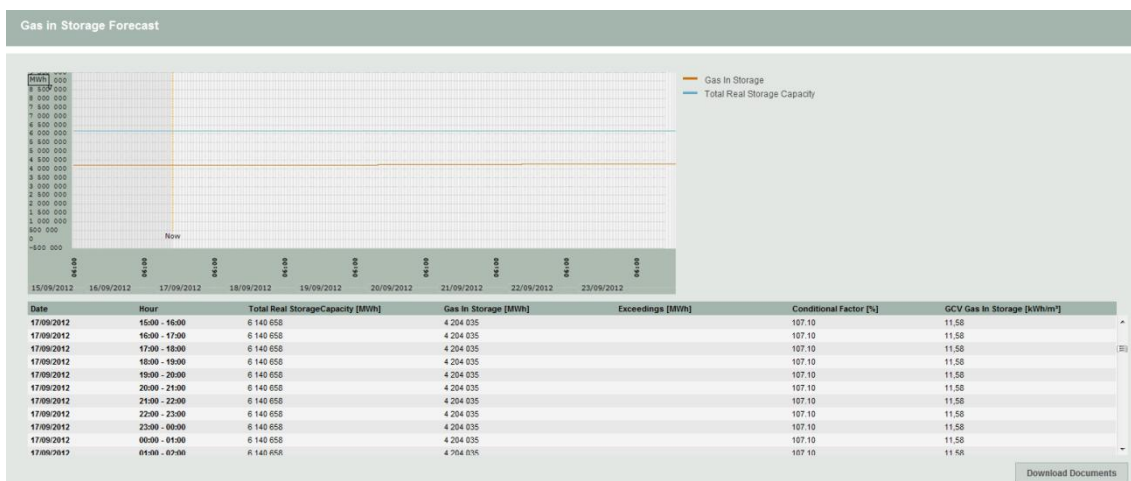 Gas in Storage Forecast
MWh 000
8 500 000
8 000 000
7 500 000
7 000 000
6 500 000
6 000 000
5 500 000
5 000 000
4 500 000
4 000 000
3 500 000
3 000 000
2 500 000
2 000 000
1 500 000
1 000 000
500 000
0
-500 000
Now
Gas In Storage
Total Real Storage Capacity
06:00 06:00 06:00 06:00 06:00 06:00 06:00 06:00 06:00
15/09/2012 16/09/2012 17/09/2012 18/09/2012 19/09/2012 20/09/2012 21/09/2012 22/09/2012 23/09/2012
Date Hour Total Real StorageCapacity [MWh] Gas In Storage [MWh] Exceedings [MWh] Conditional Factor [%] GCV Gas In Storage [kWh/m³]
17/09/2012 15:00 - 16:00 6 140 658 4 204 035 107.10 11,58
17/09/2012 16:00 - 17:00 6 140 658 4 204 035 107.10 11,58
17/09/2012 17:00 - 18:00 6 140 658 4 204 035 107.10 11,58
17/09/2012 18:00 - 19:00 6 140 658 4 204 035 107.10 11,58
17/09/2012 19:00 - 20:00 6 140 658 4 204 035 107.10 11,58
17/09/2012 20:00 - 21:00 6 140 658 4 204 035 107.10 11,58
17/09/2012 21:00 - 22:00 6 140 658 4 204 035 107.10 11,58
17/09/2012 22:00 - 23:00 6 140 658 4 204 035 107.10 11,58
17/09/2012 23:00 - 00:00 6 140 658 4 204 035 107.10 11,58
17/09/2012 00:00 - 01:00 6 140 658 4 204 035 107.10 11,58
17/09/2012 01:00 - 02:00 6 140 658 4 204 035 107.10 11,58
Download Documents